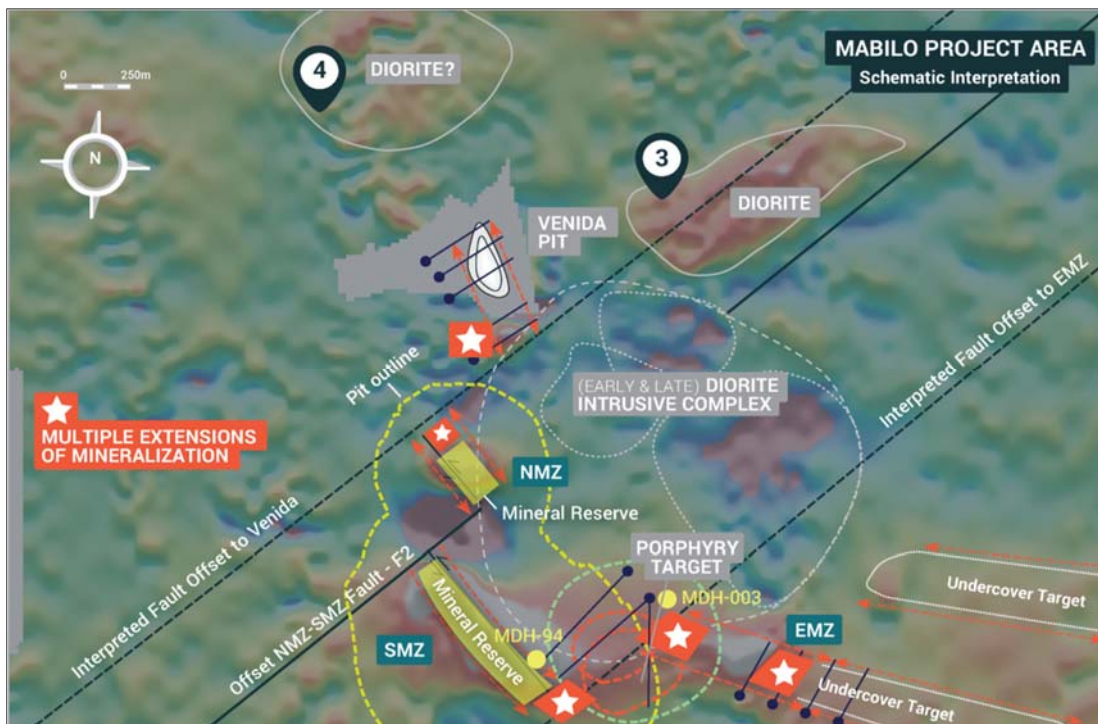 MABILO PROJECT AREA
Schematic Interpretation
0 250m
N
4
DIORITE?
3
DIORITE
VENIDA
PIT
Pit outline
Interpreted Fault Offset to EMZ
(EARLY & LATE) DIORITE
INTRUSIVE COMPLEX
MULTIPLE EXTENSIONS
OF MINERALIZATION
NMZ
Mineral Reserve
Interpreted Fault Offset to Venida
Offset NMZ-SMZ Fault - F2
PORPHYRY
TARGET
MDH-003
Undercover Target
Mineral Reserve
MDH-94
SMZ
EMZ
Undercover Target